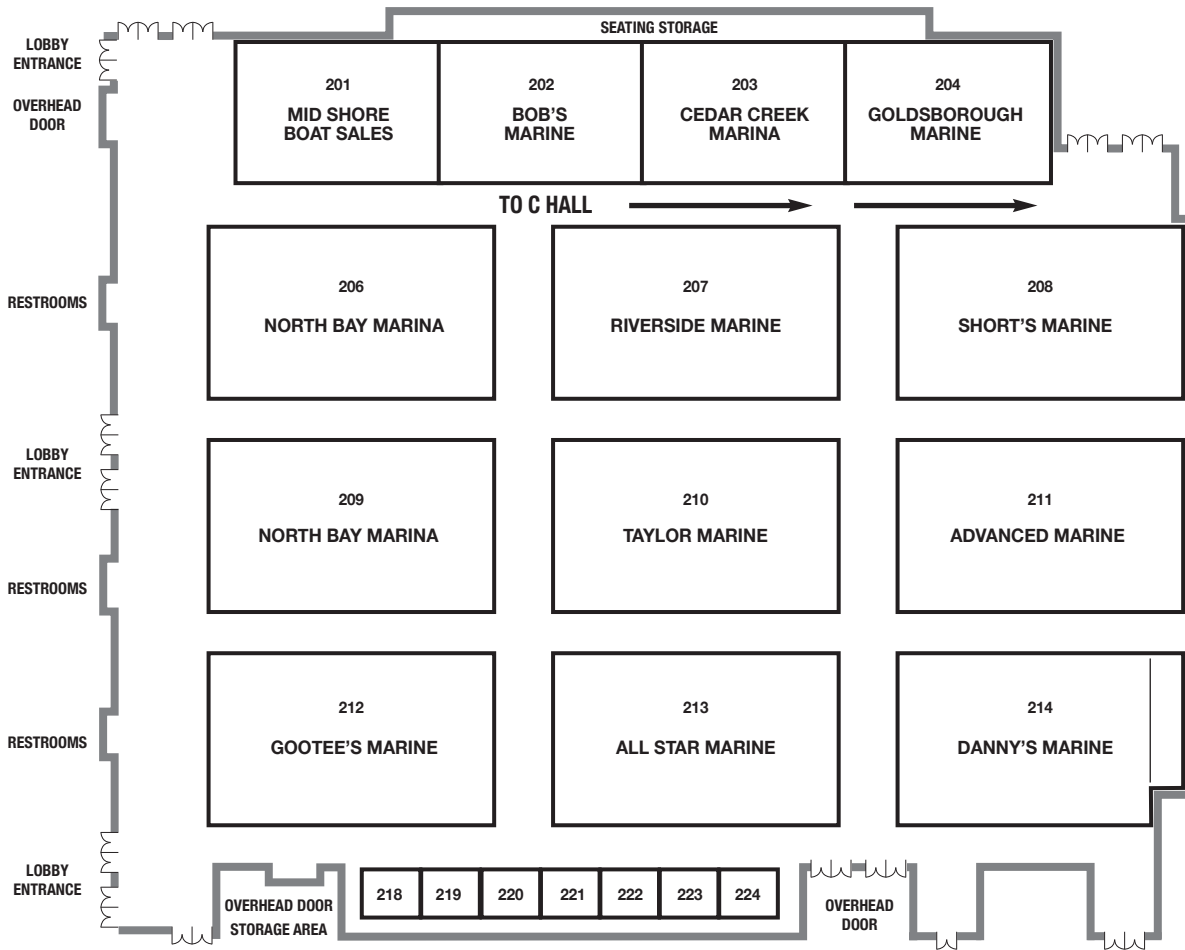 SEATING STORAGE
LOBBY
ENTRANCE
OVERHEAD
DOOR
201
MID SHORE
BOAT SALES
202
BOB'S
MARINE
203
CEDAR CREEK
MARINA
204
GOLDSBOROUGH
MARINE
TO C HALL
RESTROOMS
206
NORTH BAY MARINA
207
RIVERSIDE MARINE
208
SHORT'S MARINE
LOBBY
ENTRANCE
209
NORTH BAY MARINA
210
TAYLOR MARINE
211
ADVANCED MARINE
RESTROOMS
RESTROOMS
212
GOOTEE'S MARINE
213
ALL STAR MARINE
214
DANNY'S MARINE
LOBBY
ENTRANCE
OVERHEAD DOOR
STORAGE AREA
218
219
220
221
222
223
224
OVERHEAD
DOOR